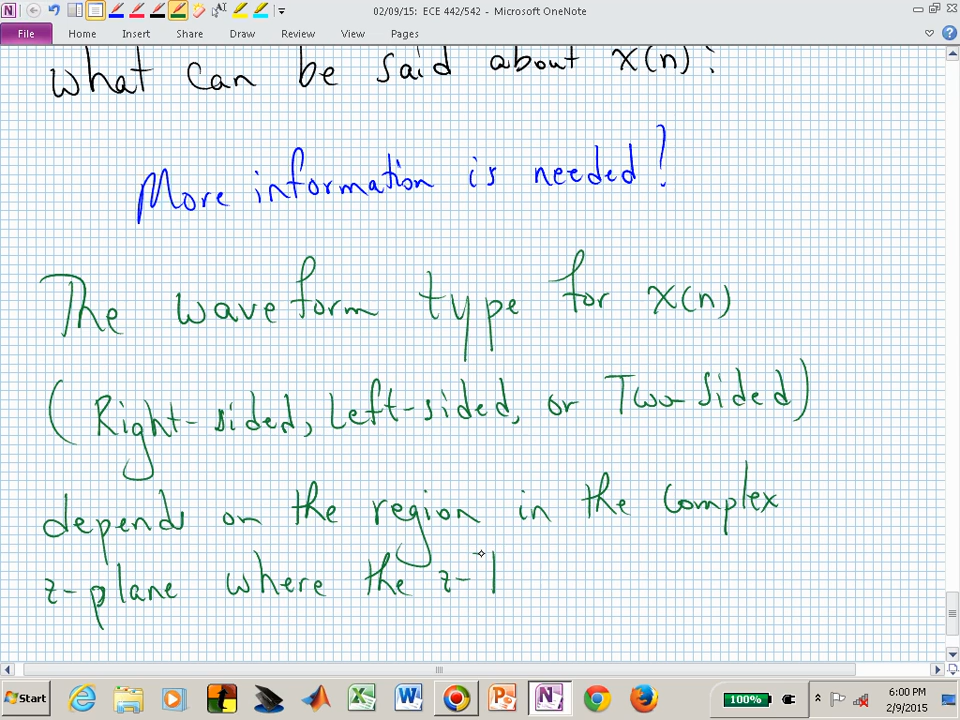 02/09/15: ECE 442/542 - Microsoft OneNote
File Home Insert Share Draw Review View Pages
What can be said about x(n)?
More information is needed!
The waveform type for x(n)
(Right-sided, Left-sided, or Two-sided)
depends on the region in the complex
z-plane where the z-
Start
100%
6:00 PM
2/9/2015